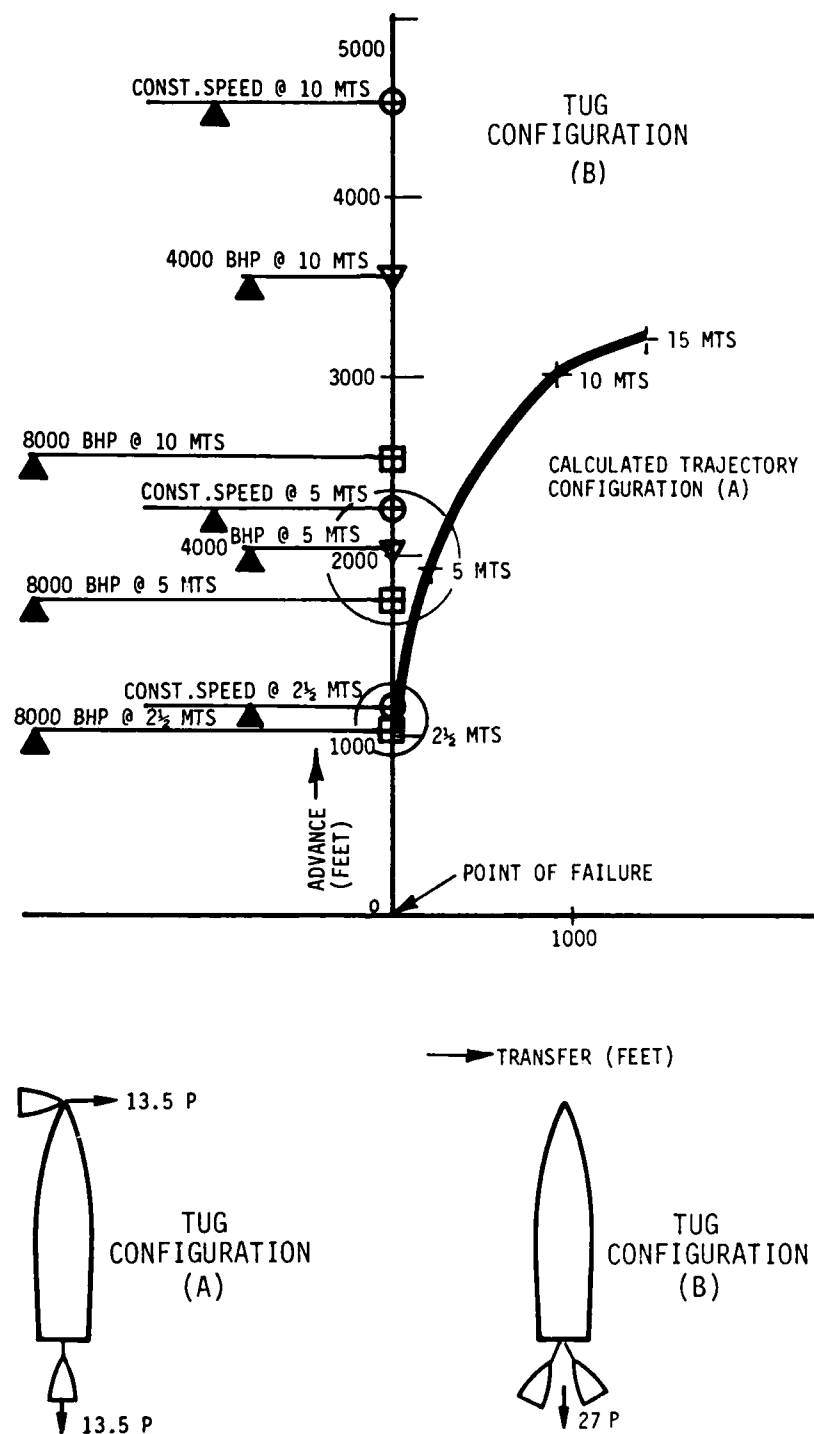 5000
CONST.SPEED @ 10 MTS
TUG
CONFIGURATION
(B)
4000
4000 BHP @ 10 MTS
15 MTS
3000
10 MTS
8000 BHP @ 10 MTS
CALCULATED TRAJECTORY
CONFIGURATION (A)
CONST.SPEED @ 5 MTS
4000 BHP @ 5 MTS
2000
5 MTS
8000 BHP @ 5 MTS
CONST.SPEED @ 2½ MTS
8000 BHP @ 2½ MTS
1000
2½ MTS
ADVANCE
(FEET)
POINT OF FAILURE
0
1000
TRANSFER (FEET)
13.5 P
TUG
CONFIGURATION
(A)
13.5 P
TUG
CONFIGURATION
(B)
27 P